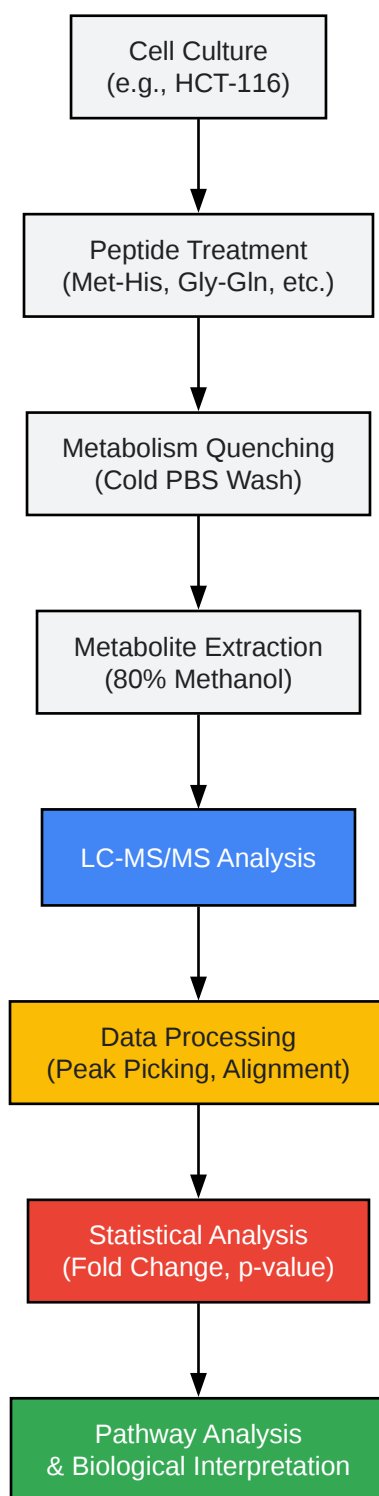 Cell Culture
(e.g., HCT-116)
Peptide Treatment
(Met-His, Gly-Gln, etc.)
Metabolism Quenching
(Cold PBS Wash)
Metabolite Extraction
(80% Methanol)
LC-MS/MS Analysis
Data Processing
(Peak Picking, Alignment)
Statistical Analysis
(Fold Change, p-value)
Pathway Analysis
& Biological Interpretation